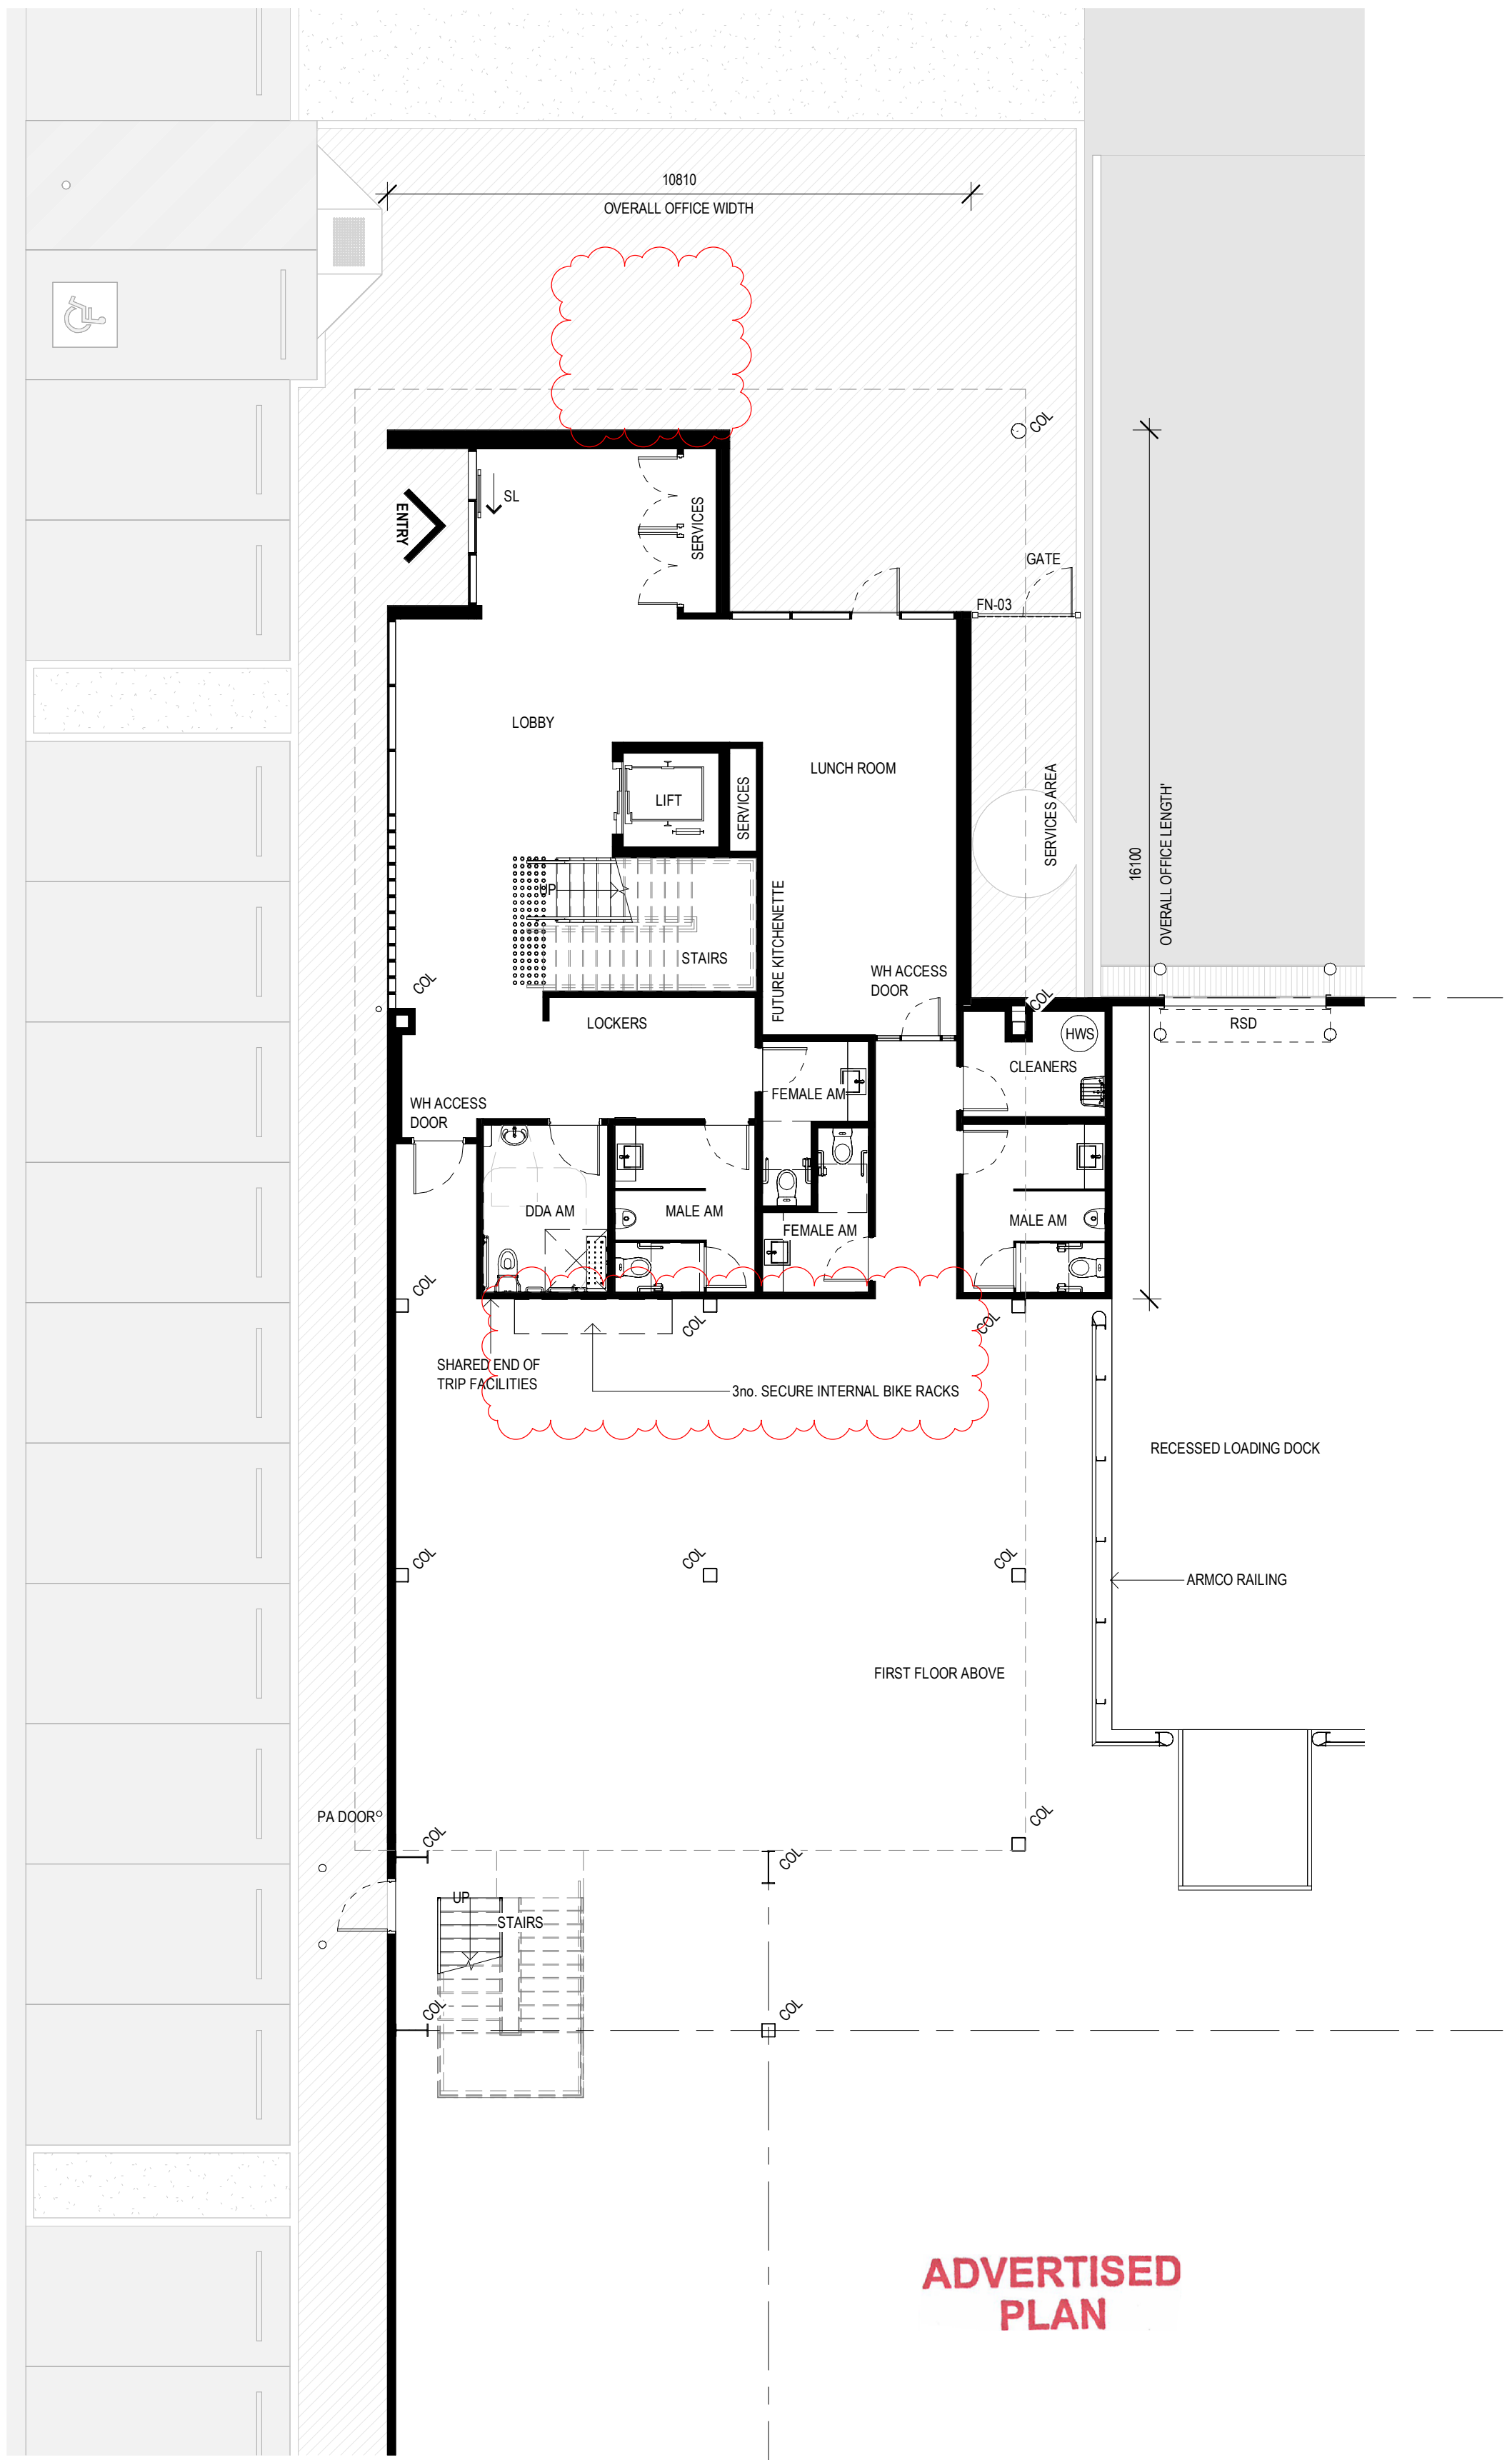 10810
OVERALL OFFICE WIDTH
COL
ENTRY
SL
SERVICES
GATE
FN-03
LOBBY
LUNCH ROOM
LIFT
SERVICES
SERVICES AREA
16100
OVERALL OFFICE LENGTH'
UP
STAIRS
FUTURE KITCHENETTE
COL
WH ACCESS
DOOR
COL
LOCKERS
HWS
RSD
CLEANERS
FEMALE AM
WH ACCESS
DOOR
DDA AM
MALE AM
FEMALE AM
MALE AM
COL
COL
COL
SHARED END OF
TRIP FACILITIES
3no. SECURE INTERNAL BIKE RACKS
RECESSED LOADING DOCK
COL
COL
COL
ARMCO RAILING
FIRST FLOOR ABOVE
PA DOOR
COL
COL
COL
UP
STAIRS
COL
COL
ADVERTISED
PLAN